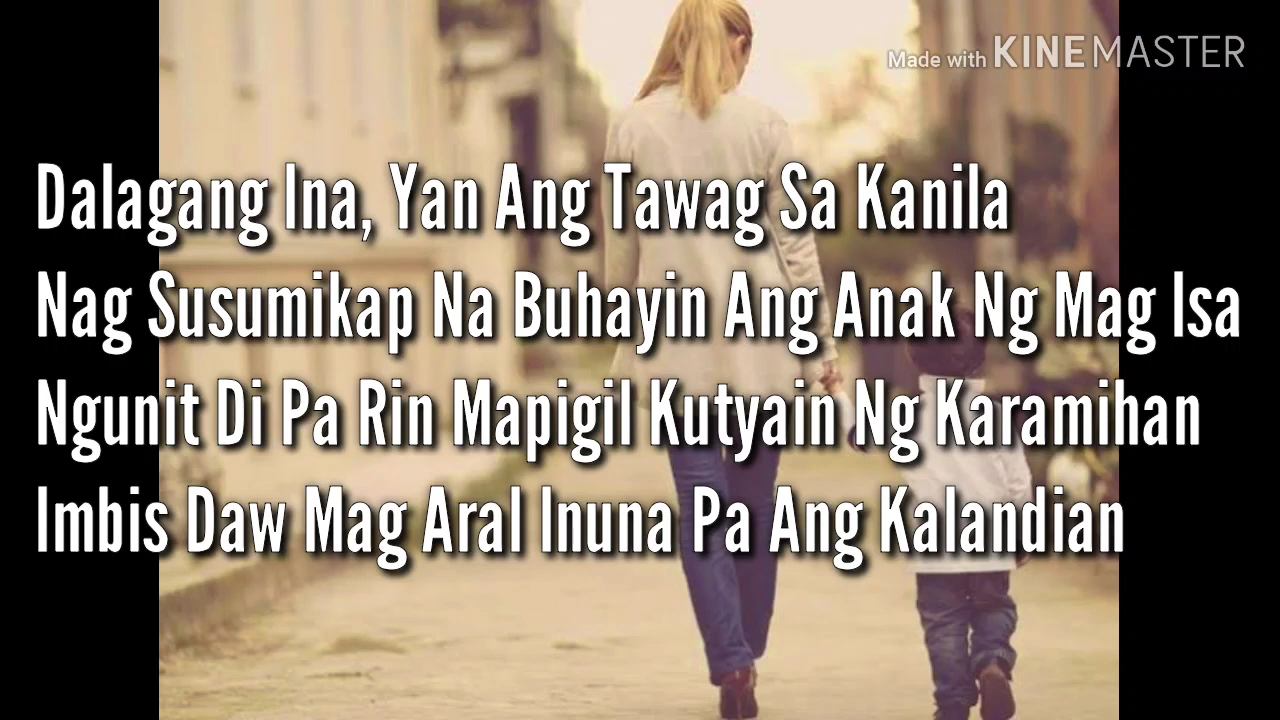 Made with KINEMASTER
Dalagang Ina, Yan Ang Tawag Sa Kanila
Nag Susumikap Na Buhayin Ang Anak Ng Mag Isa
Ngunit Di Pa Rin Mapigil Kutyain Ng Karamihan
Imbis Daw Mag Aral Inuna Pa Ang Kalandian